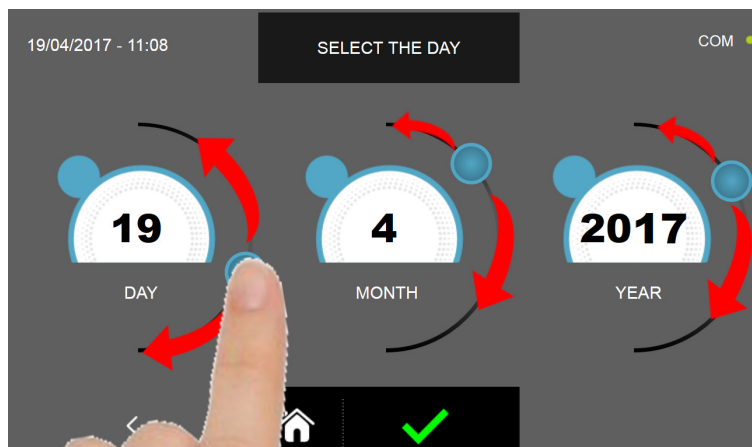 19/04/2017 - 11:08
SELECT THE DAY
COM
19
4
2017
DAY
MONTH
YEAR